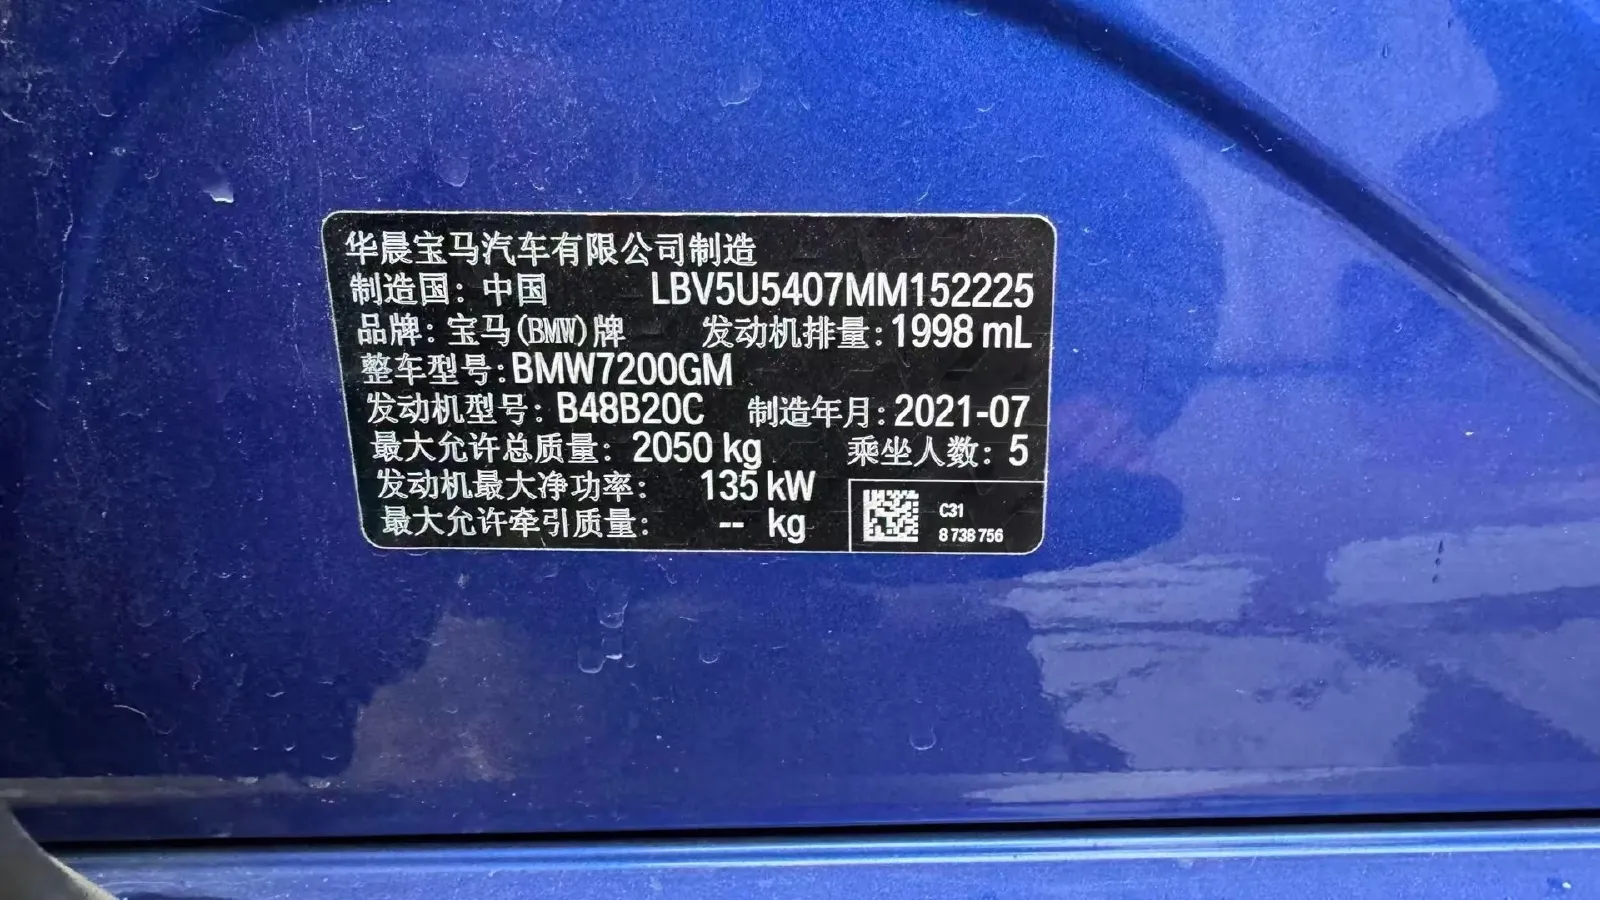 华晨宝马汽车有限公司制造
制造国：中国 LBV5U5407MM152225
品牌：宝马(BMW)牌 发动机排量：1998 mL
整车型号：BMW7200GM
发动机型号：B48B20C 制造年月：2021-07
最大允许总质量：2050 kg 乘坐人数：5
发动机最大净功率：135 kW
最大允许牵引质量：-- kg
C31
8 738 756